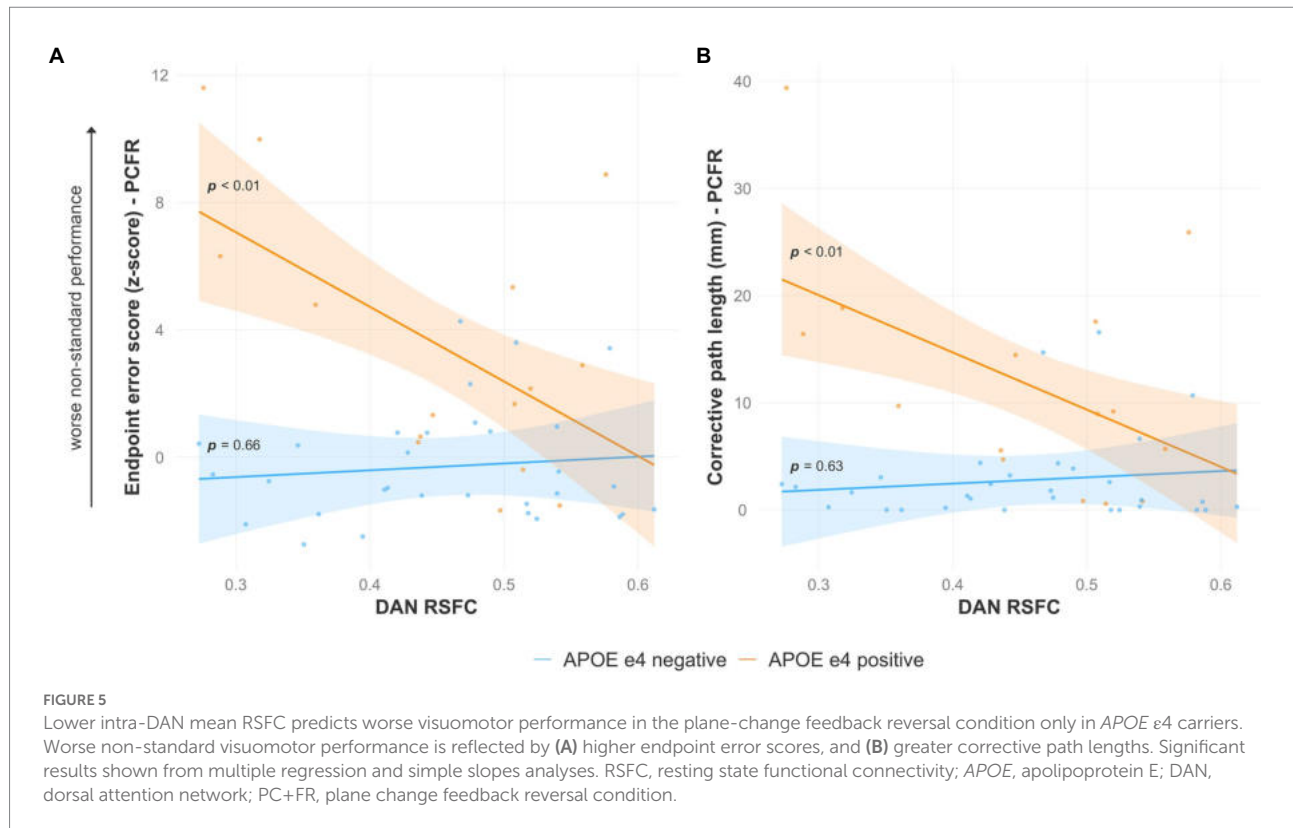 A
B
worse non-standard performance
Endpoint error score (z-score) - PCFR
12
8
4
0
p < 0.01
p = 0.66
0.3
0.4
0.5
0.6
DAN RSFC
Corrective path length (mm) - PCFR
40
30
20
10
0
p < 0.01
p = 0.63
0.3
0.4
0.5
0.6
DAN RSFC
APOE e4 negative
APOE e4 positive
FIGURE 5
Lower intra-DAN mean RSFC predicts worse visuomotor performance in the plane-change feedback reversal condition only in APOE ε4 carriers.
Worse non-standard visuomotor performance is reflected by (A) higher endpoint error scores, and (B) greater corrective path lengths. Significant
results shown from multiple regression and simple slopes analyses. RSFC, resting state functional connectivity; APOE, apolipoprotein E; DAN,
dorsal attention network; PC+FR, plane change feedback reversal condition.